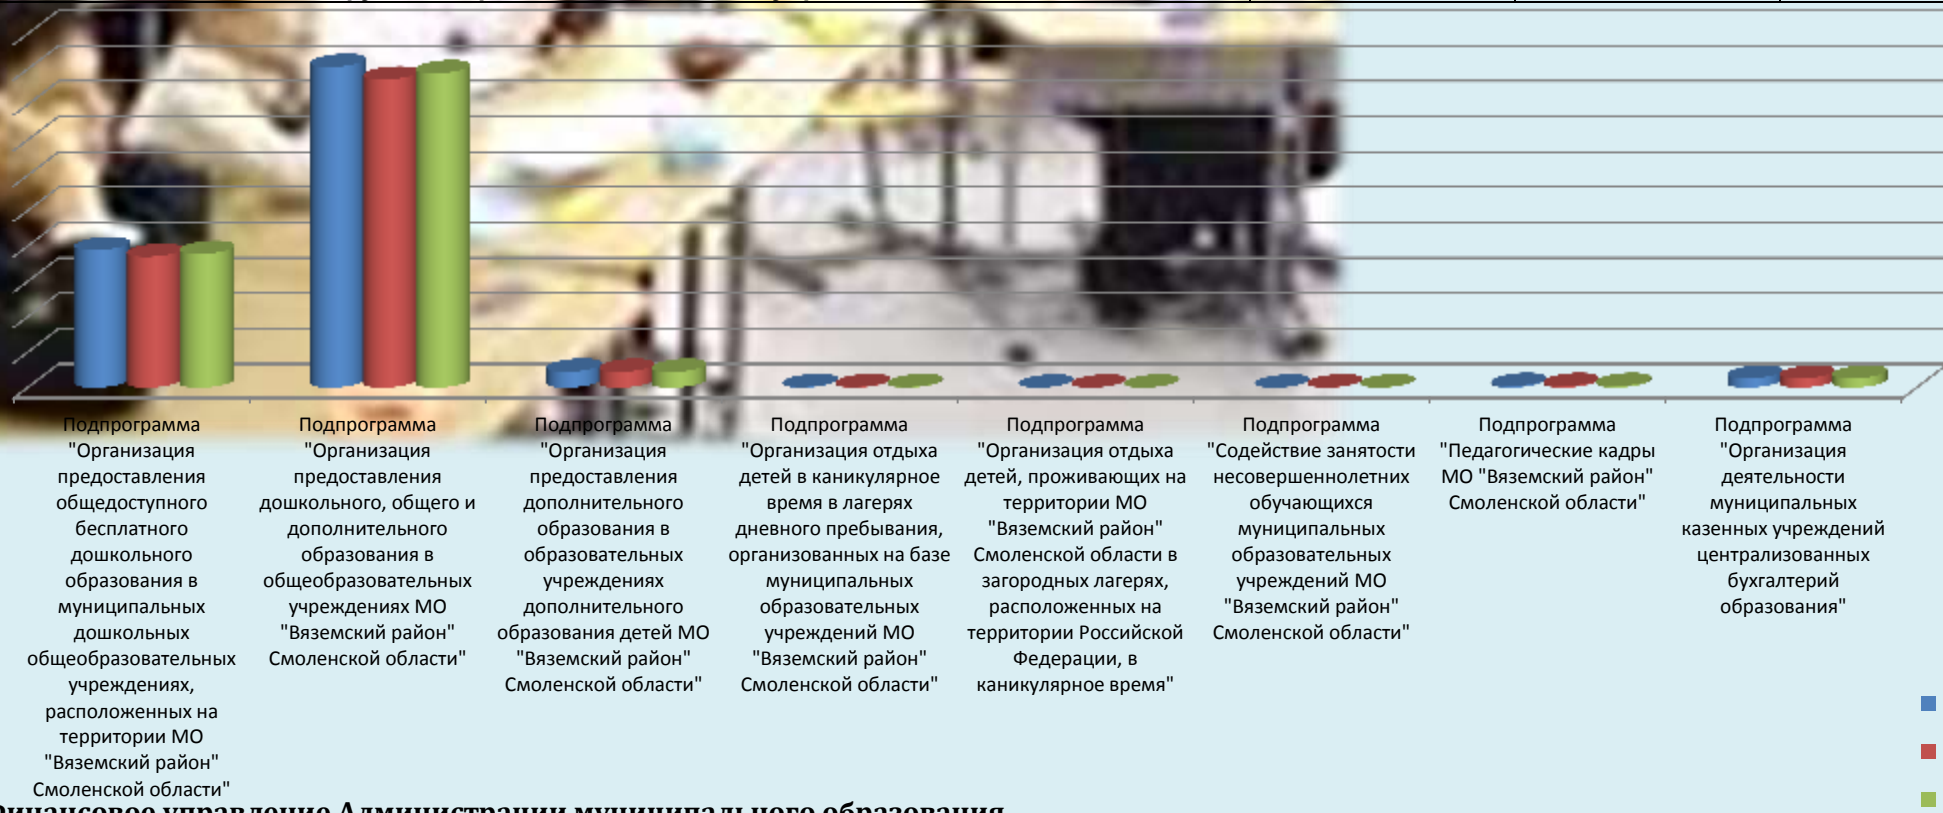 Подпрограмма
"Организация
предоставления
общедоступного
бесплатного
дошкольного
образования в
муниципальных
дошкольных
общеобразовательных
учреждениях,
расположенных на
территории МО
"Вяземский район"
Смоленской области"
Подпрограмма
"Организация
предоставления
дошкольного, общего и
дополнительного
образования в
общеобразовательных
учреждениях МО
"Вяземский район"
Смоленской области"
Подпрограмма
"Организация
предоставления
дополнительного
образования в
образовательных
учреждениях
дополнительного
образования детей МО
"Вяземский район"
Смоленской области"
Подпрограмма
"Организация отдыха
детей в каникулярное
время в лагерях
дневного пребывания,
организованных на базе
муниципальных
образовательных
учреждений МО
"Вяземский район"
Смоленской области"
Подпрограмма
"Организация отдыха
детей, проживающих на
территории МО
"Вяземский район"
Смоленской области в
загородных лагерях,
расположенных на
территории Российской
Федерации, в
каникулярное время"
Подпрограмма
"Содействие занятости
несовершеннолетних
обучающихся
муниципальных
образовательных
учреждений МО
"Вяземский район"
Смоленской области"
Подпрограмма
"Педагогические кадры
МО "Вяземский район"
Смоленской области"
Подпрограмма
"Организация
деятельности
муниципальных
казенных учреждений
централизованных
бухгалтерий
образования"
Финансовое управление Администрации муниципального образования